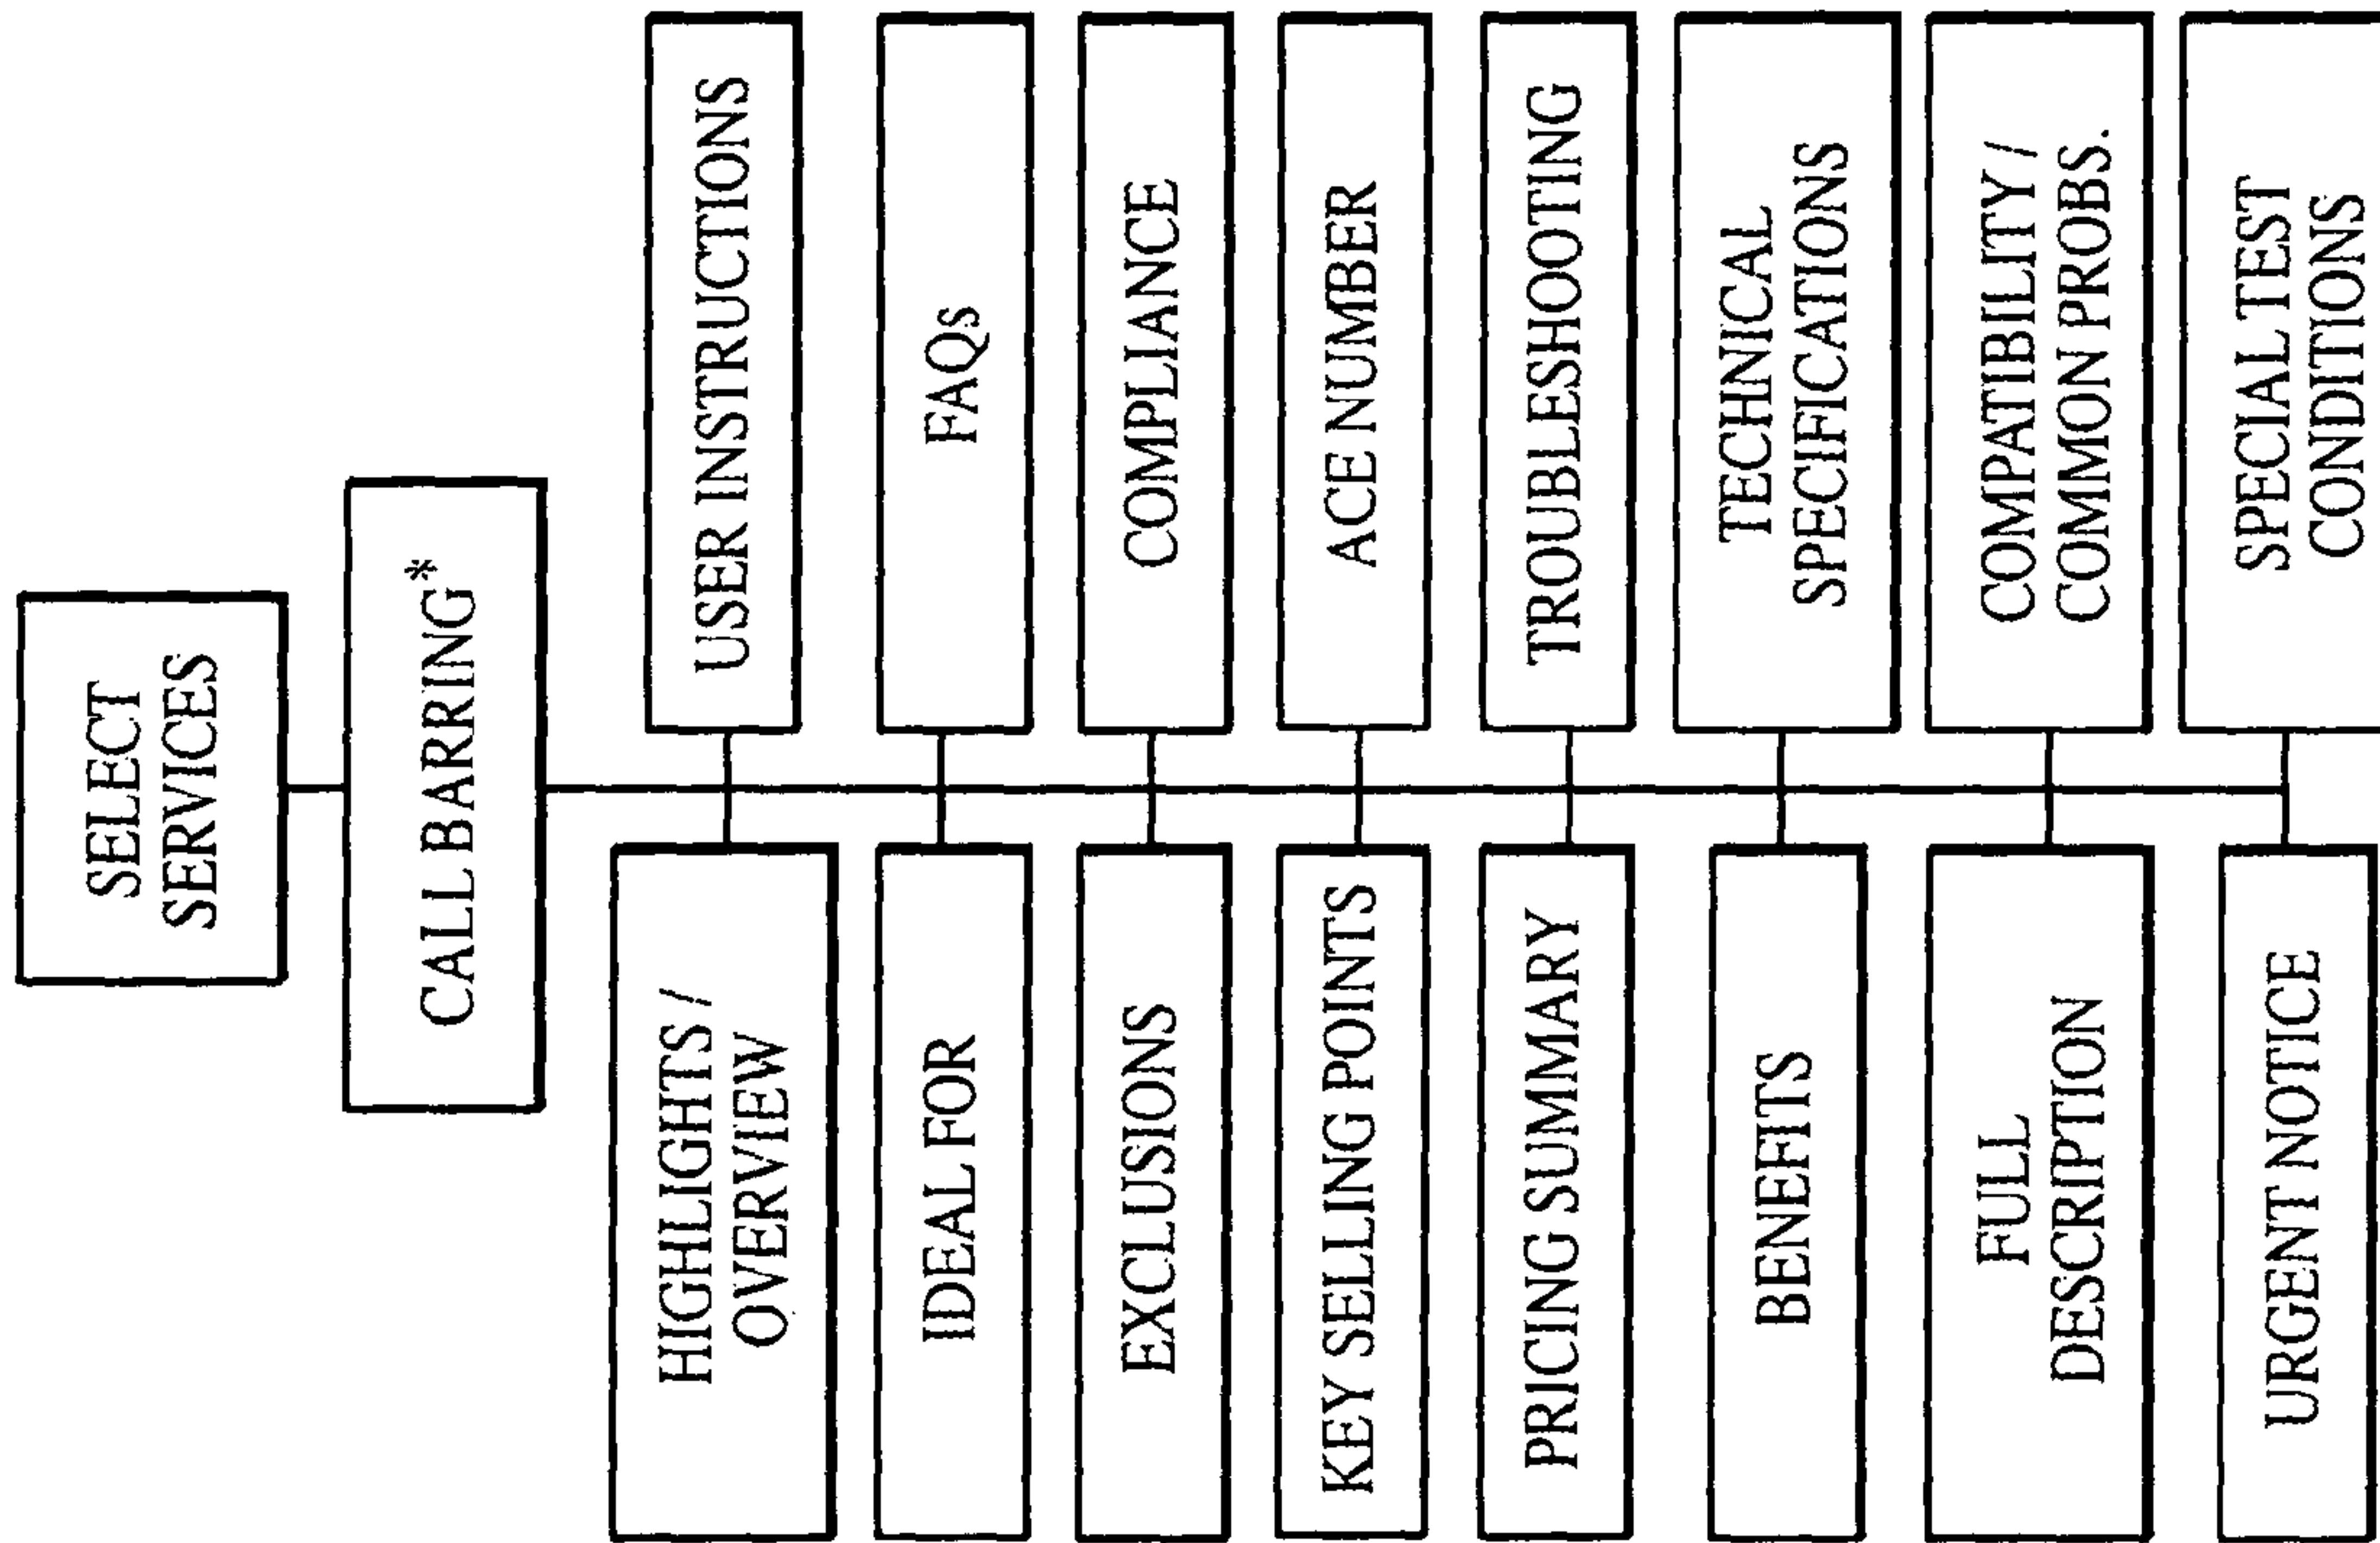 SELECT
SERVICES
CALL BARRING*
HIGHLIGHTS /
OVERVIEW
USER INSTRUCTIONS
IDEAL FOR
FAQs
EXCLUSIONS
COMPLIANCE
KEY SELLING POINTS
ACE NUMBER
PRICING SUMMARY
TROUBLESHOOTING
BENEFITS
TECHNICAL
SPECIFICATIONS
FULL
DESCRIPTION
COMPATIBILITY /
COMMON PROBS.
URGENT NOTICE
SPECIAL TEST
CONDITIONS